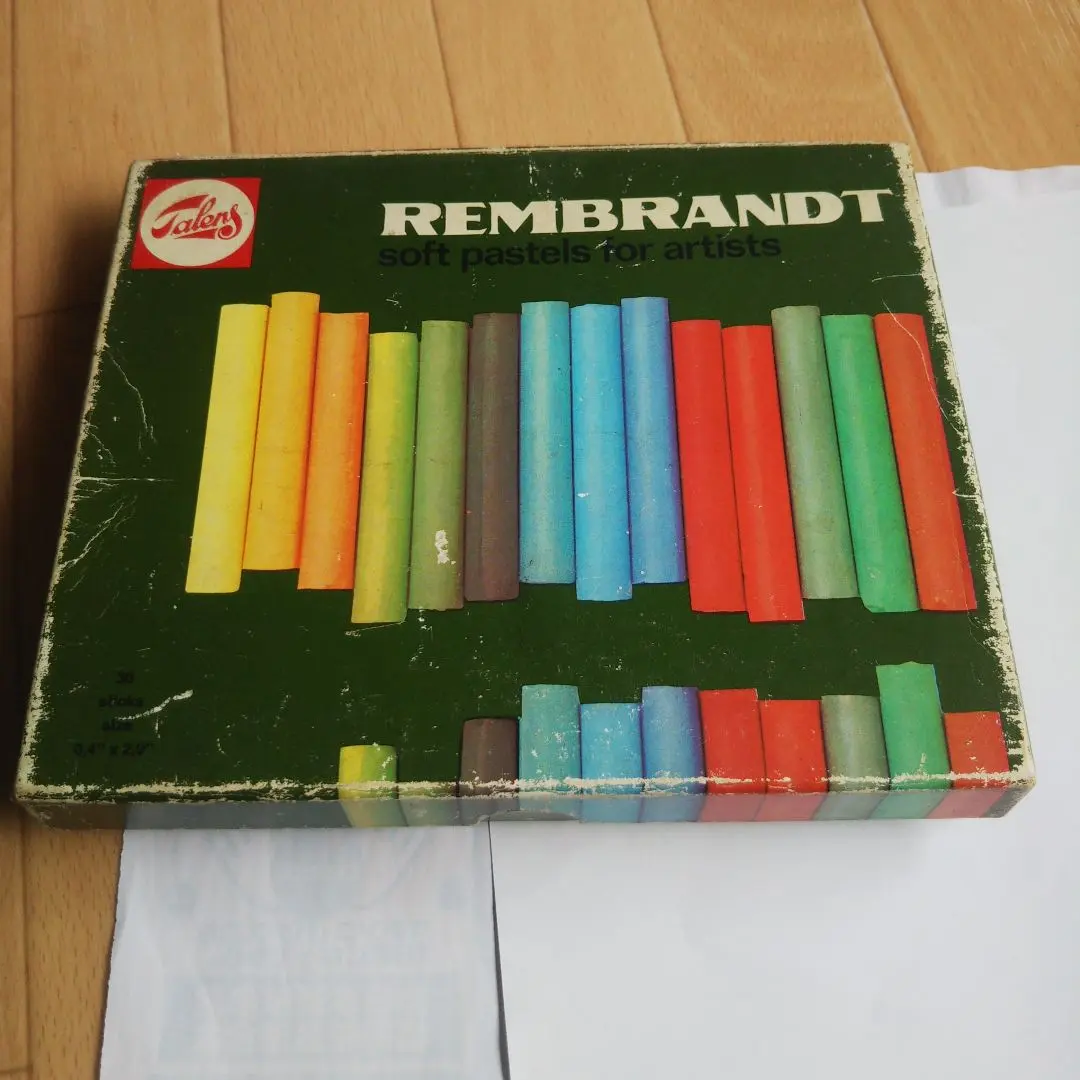 Talens
REMBRANDT
soft pastels for artists
30
sticks
size
0,4" x 2,0"